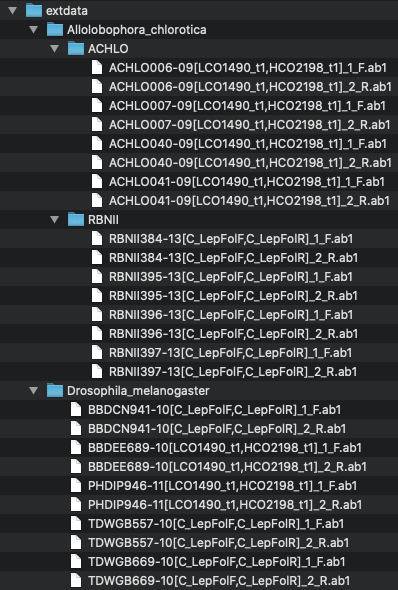 extdata
Allolobophora_chlorotica
ACHLO
ACHLO006-09[LCO1490_t1,HCO2198_t1]_1_F.ab1
ACHLO006-09[LCO1490_t1,HCO2198_t1]_2_R.ab1
ACHLO007-09[LCO1490_t1,HCO2198_t1]_1_F.ab1
ACHLO007-09[LCO1490_t1,HCO2198_t1]_2_R.ab1
ACHLO040-09[LCO1490_t1,HCO2198_t1]_1_F.ab1
ACHLO040-09[LCO1490_t1,HCO2198_t1]_2_R.ab1
ACHLO041-09[LCO1490_t1,HCO2198_t1]_1_F.ab1
ACHLO041-09[LCO1490_t1,HCO2198_t1]_2_R.ab1
RBNII
RBNII384-13[C_LepFolF,C_LepFolR]_1_F.ab1
RBNII384-13[C_LepFolF,C_LepFolR]_2_R.ab1
RBNII395-13[C_LepFolF,C_LepFolR]_1_F.ab1
RBNII395-13[C_LepFolF,C_LepFolR]_2_R.ab1
RBNII396-13[C_LepFolF,C_LepFolR]_1_F.ab1
RBNII396-13[C_LepFolF,C_LepFolR]_2_R.ab1
RBNII397-13[C_LepFolF,C_LepFolR]_1_F.ab1
RBNII397-13[C_LepFolF,C_LepFolR]_2_R.ab1
Drosophila_melanogaster
BBDCN941-10[C_LepFolF,C_LepFolR]_1_F.ab1
BBDCN941-10[C_LepFolF,C_LepFolR]_2_R.ab1
BBDEE689-10[LCO1490_t1,HCO2198_t1]_1_F.ab1
BBDEE689-10[LCO1490_t1,HCO2198_t1]_2_R.ab1
PHDIP946-11[LCO1490_t1,HCO2198_t1]_1_F.ab1
PHDIP946-11[LCO1490_t1,HCO2198_t1]_2_R.ab1
TDWGB557-10[C_LepFolF,C_LepFolR]_1_F.ab1
TDWGB557-10[C_LepFolF,C_LepFolR]_2_R.ab1
TDWGB669-10[C_LepFolF,C_LepFolR]_1_F.ab1
TDWGB669-10[C_LepFolF,C_LepFolR]_2_R.ab1